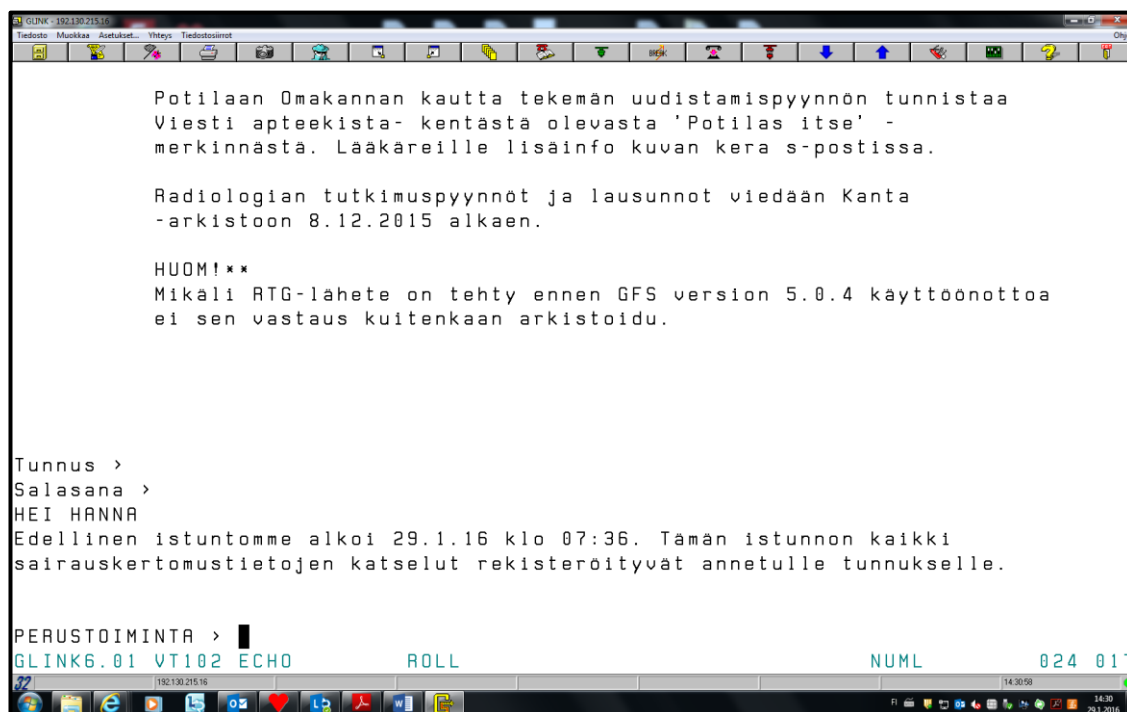 GLINK - 192.130.215.16
Tiedosto Muokkaa Asetukset... Yhteys Tiedostosiirrot Ohj
BREAK
Potilaan Omakannan kautta tekemän uudistamispyynnön tunnistaa
Viesti apteekista- kentästä olevasta 'Potilas itse' -
merkinnästä. Lääkäreille lisäinfo kuvan kera s-postissa.
Radiologian tutkimuspyynnöt ja lausunnot viedään Kanta
-arkistoon 8.12.2015 alkaen.
HUOM!**
Mikäli RTG-lähete on tehty ennen GFS version 5.0.4 käyttöönottoa
ei sen vastaus kuitenkaan arkistoidu.
Tunnus >
Salasana >
HEI HANNA
Edellinen istuntomme alkoi 29.1.16 klo 07:36. Tämän istunnon kaikki
sairauskertomustietojen katselut rekisteröityvät annetulle tunnukselle.
PERUSTOIMINTA >
GLINK6.01 VT102 ECHO ROLL NUML 024 017
32 192.130.215.16 14:30:58
FI 14:30
29.1.2016